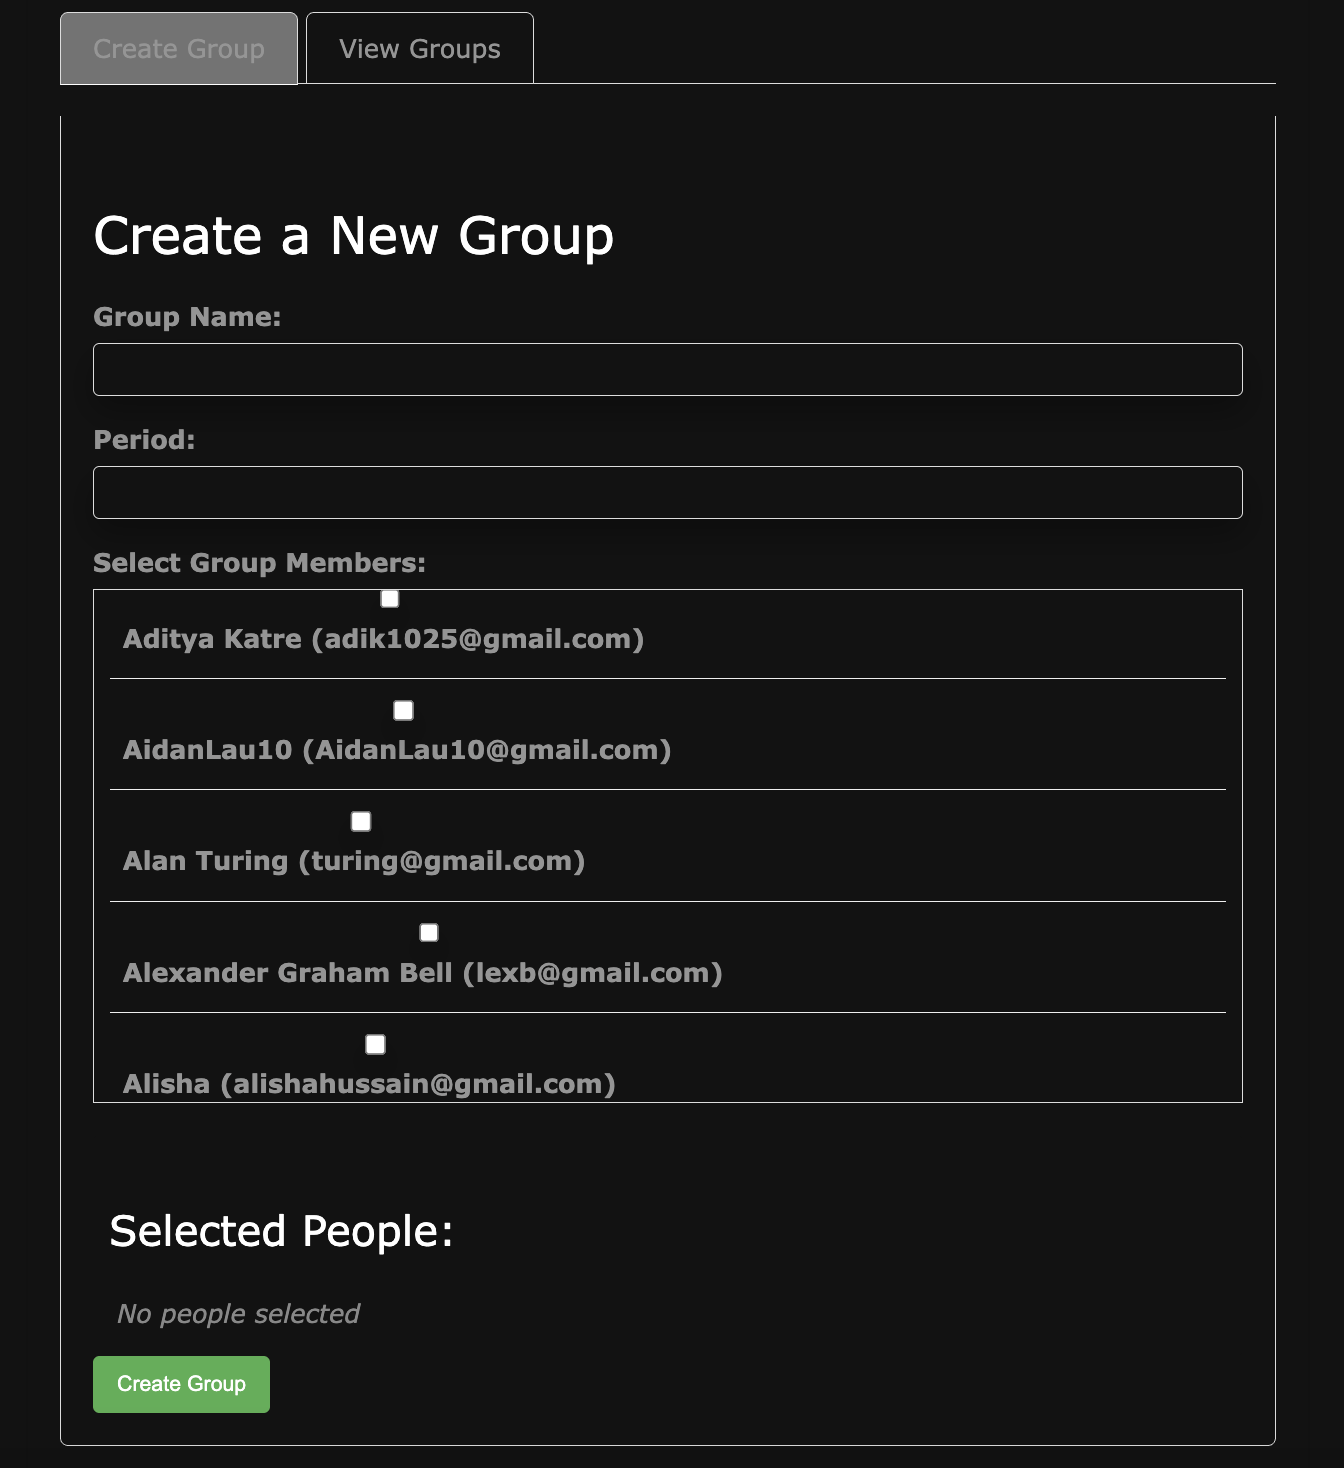 Create Group
View Groups
Create a New Group
Group Name:
Period:
Select Group Members:
Aditya Katre (adik1025@gmail.com)
AidanLau10 (AidanLau10@gmail.com)
Alan Turing (turing@gmail.com)
Alexander Graham Bell (lexb@gmail.com)
Alisha (alishahussain@gmail.com)
Selected People:
No people selected
Create Group